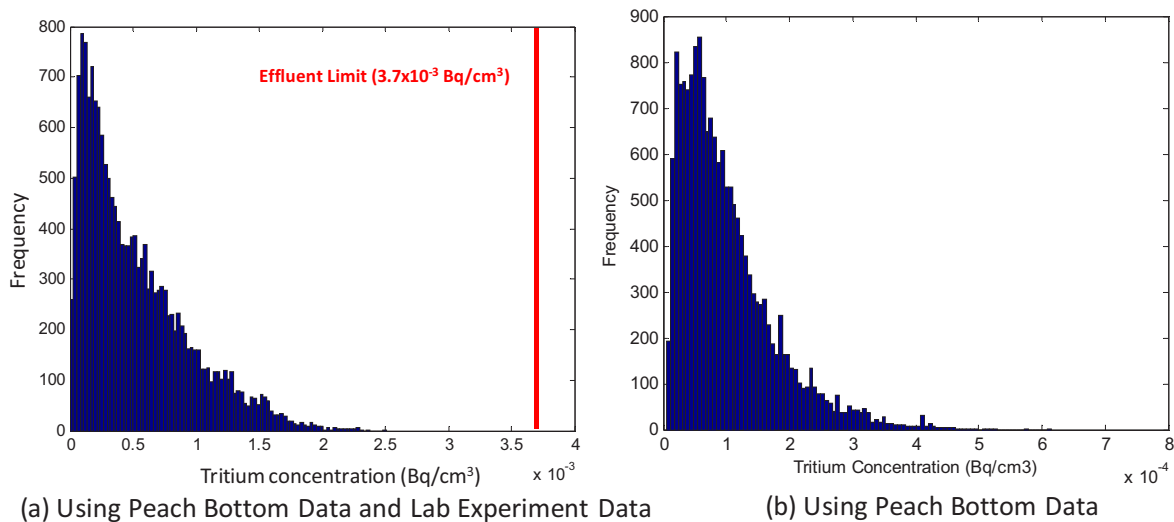 800
700
600
500
400
300
200
100
0
Frequency
Effluent Limit (3.7x10⁻³ Bq/cm³)
0 0.5 1 1.5 2 2.5 3 3.5 4
x 10⁻³
Tritium concentration (Bq/cm³)
(a) Using Peach Bottom Data and Lab Experiment Data
900
800
700
600
500
400
300
200
100
0
Frequency
0 1 2 3 4 5 6 7 8
x 10⁻⁴
Tritium Concentration (Bq/cm3)
(b) Using Peach Bottom Data